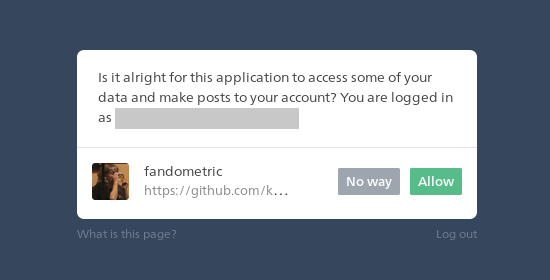 Is it alright for this application to access some of your
data and make posts to your account? You are logged in
as
fandometric
https://github.com/k...
No way
Allow
What is this page?
Log out